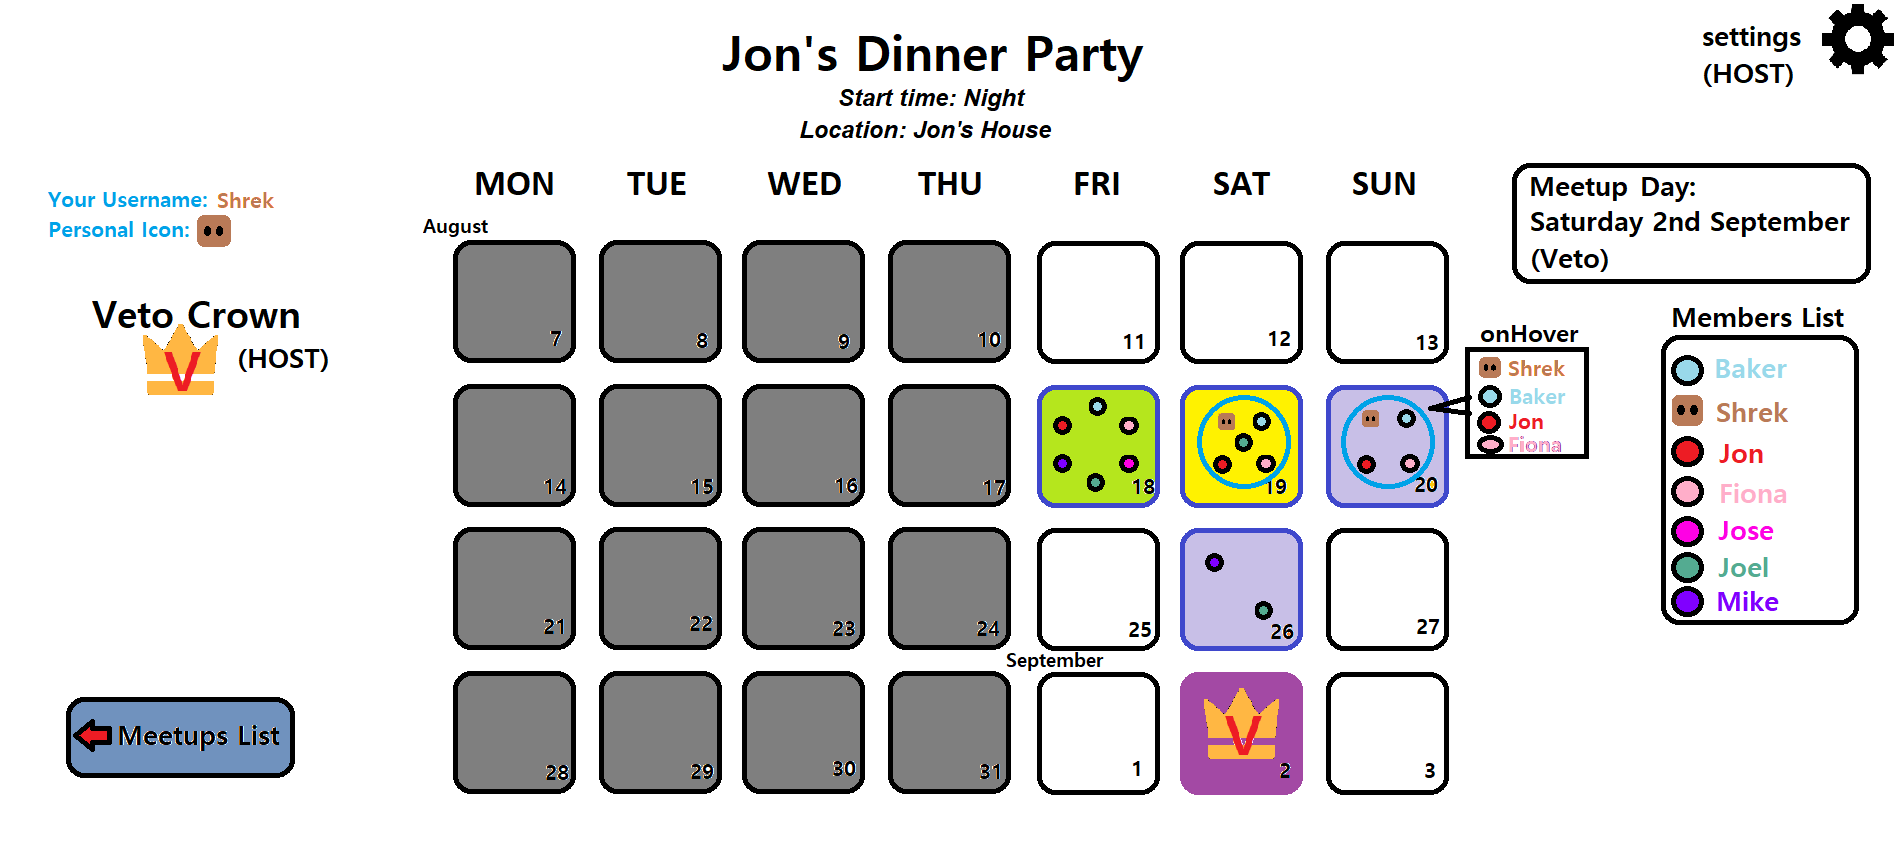 Jon's Dinner Party
Start time: Night
Location: Jon's House
settings
(HOST)
Your Username: Shrek
Personal Icon:
Veto Crown
V
(HOST)
Meetups List
MON TUE WED THU FRI SAT SUN
August
7 8 9 10 11 12 13
14 15 16 17 18 19 20
21 22 23 24 25 26 27
September
28 29 30 31 1 2 3
V
onHover
Shrek
Baker
Jon
Fiona
Meetup Day:
Saturday 2nd September
(Veto)
Members List
Baker
Shrek
Jon
Fiona
Jose
Joel
Mike